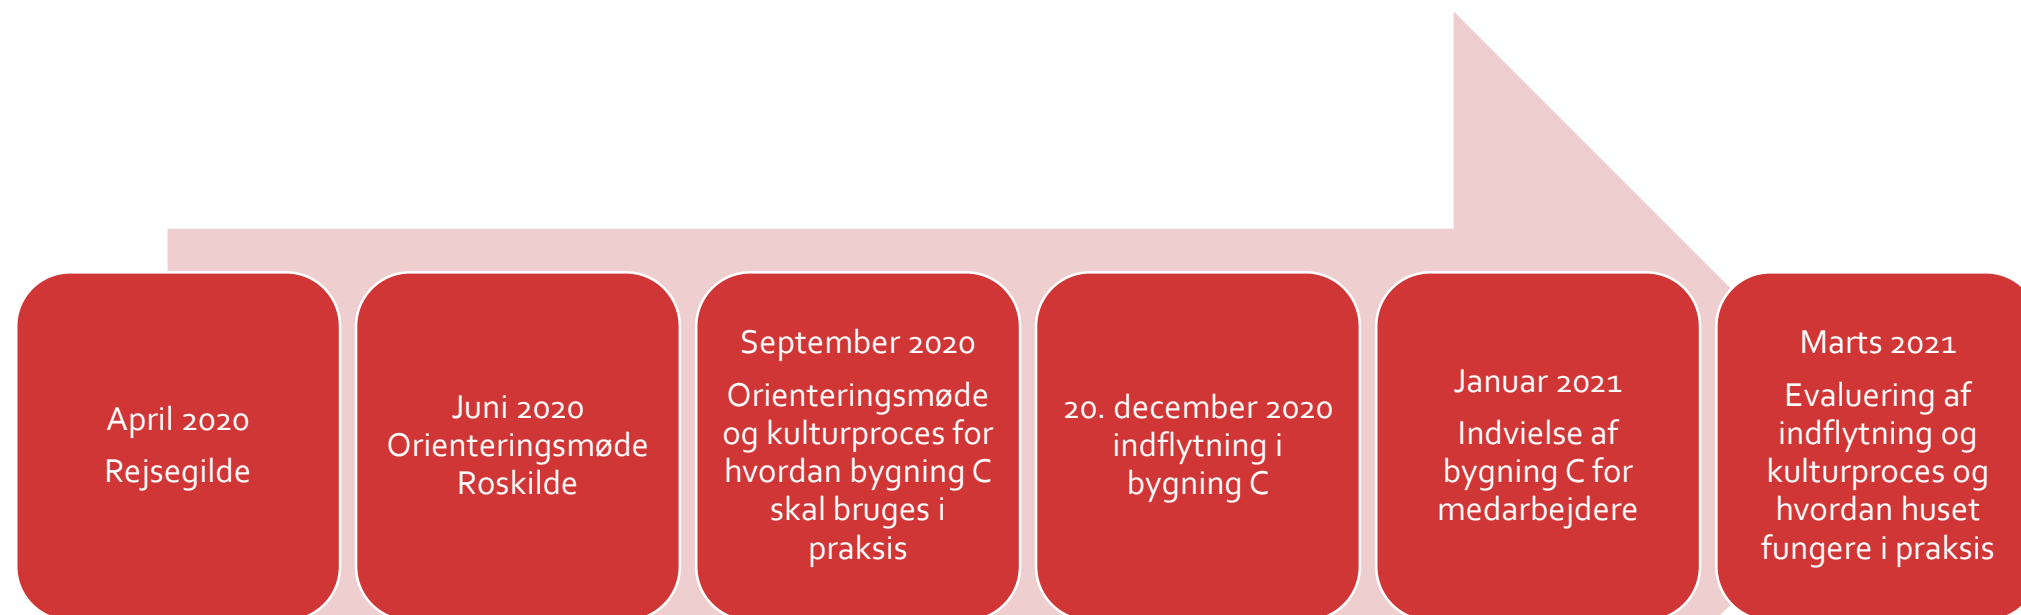 April 2020
Rejsegilde
Juni 2020
Orienteringsmøde
Roskilde
September 2020
Orienteringsmøde
og kulturproces for
hvordan bygning C
skal bruges i
praksis
20. december 2020
indflytning i
bygning C
Januar 2021
Indvielse af
bygning C for
medarbejdere
Marts 2021
Evaluering af
indflytning og
kulturproces og
hvordan huset
fungere i praksis